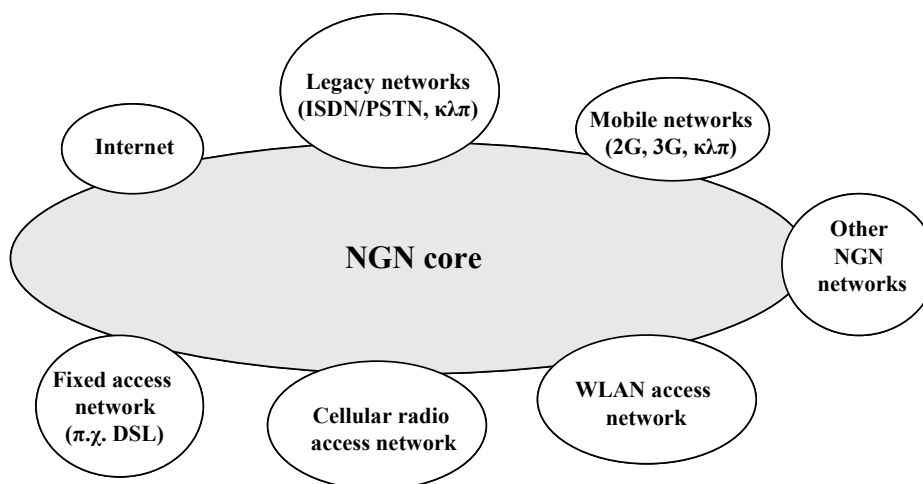 Legacy networks
(ISDN/PSTN, κλπ)
Mobile networks
(2G, 3G, κλπ)
Internet
Other
NGN
networks
NGN core
Fixed access
network
(π.χ. DSL)
Cellular radio
access network
WLAN access
network